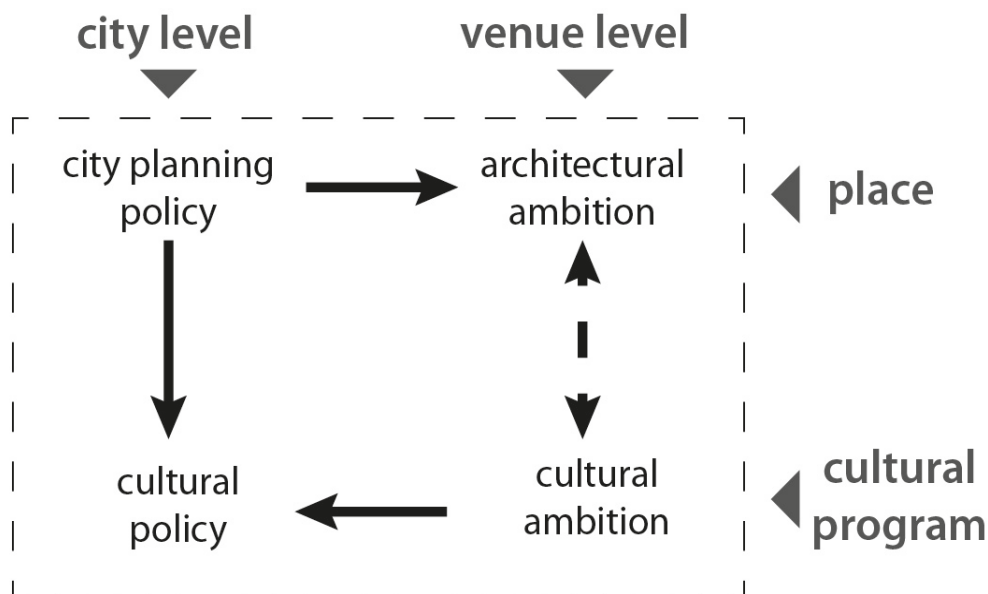 city level
venue level
city planning
policy
architectural
ambition
place
cultural
policy
cultural
ambition
cultural
program